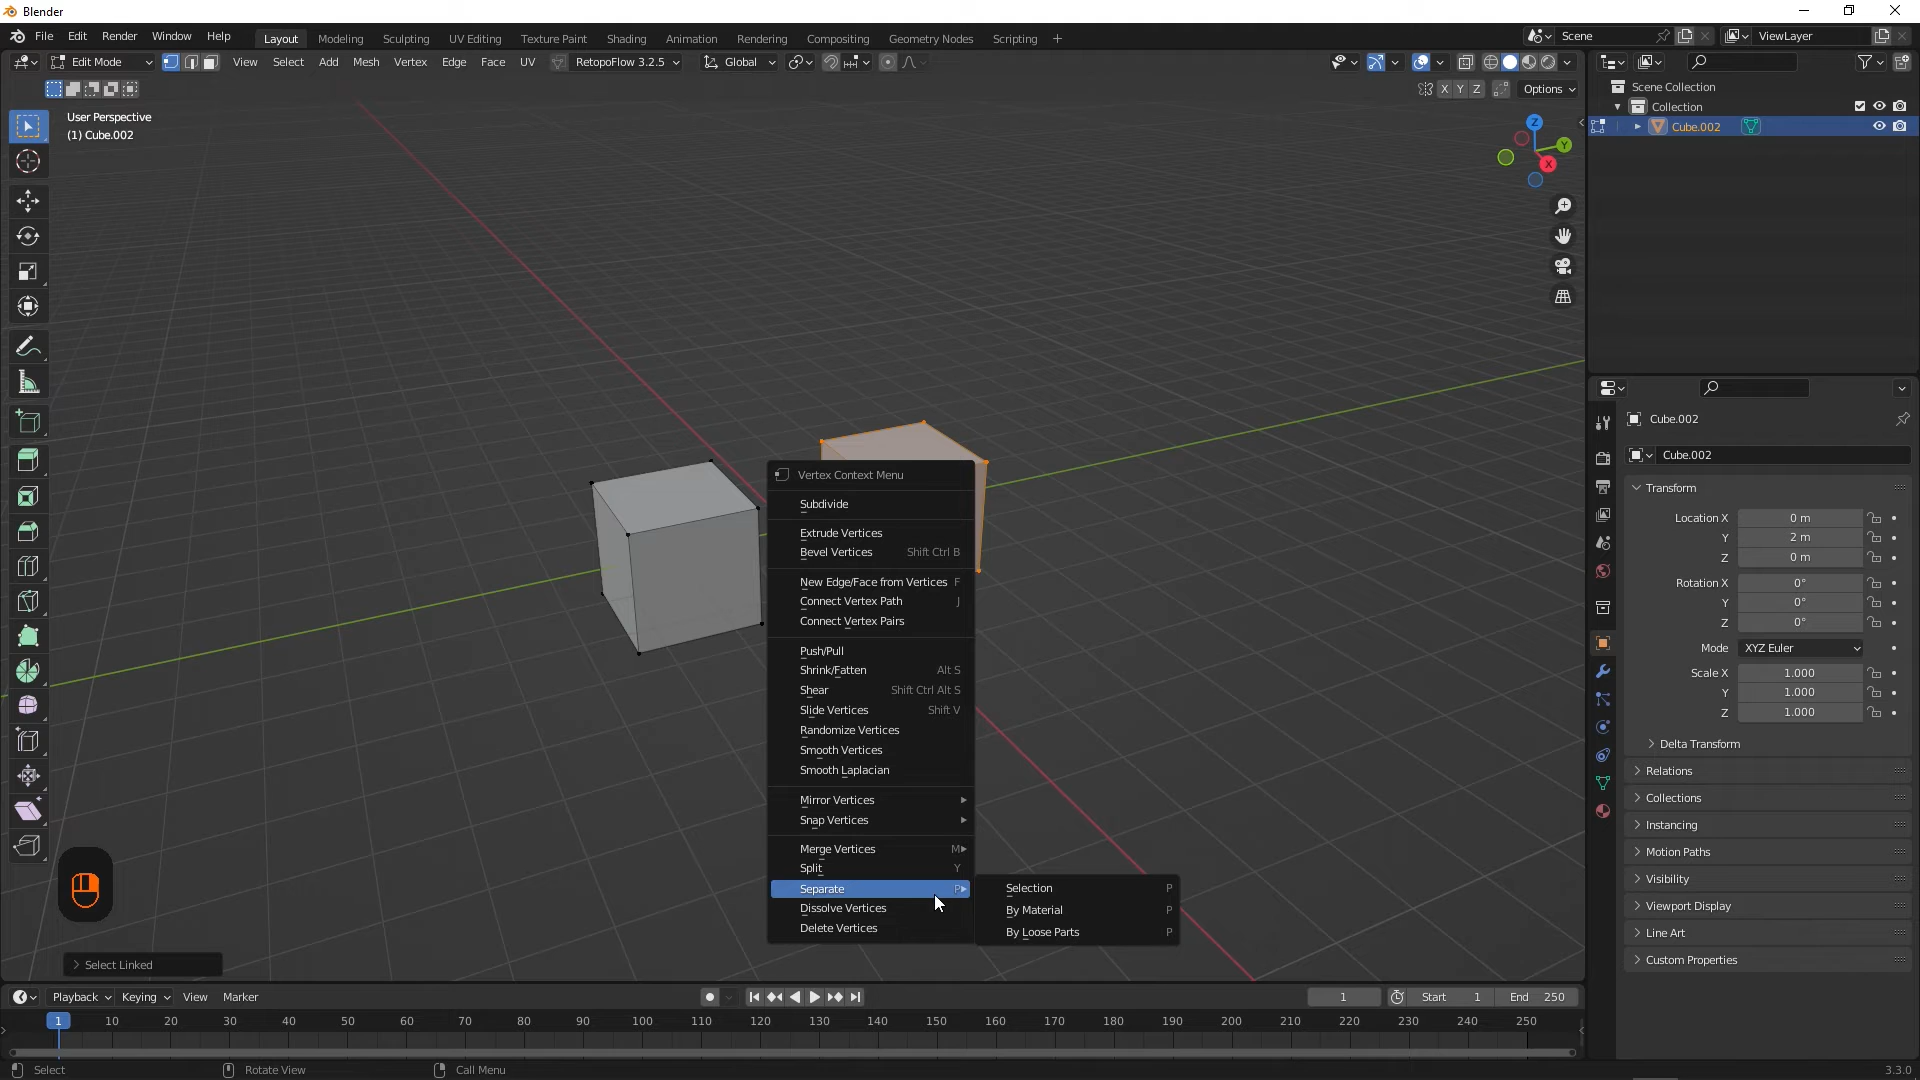 Blender
File Edit Render Window Help Layout Modeling Sculpting UV Editing Texture Paint Shading Animation Rendering Compositing Geometry Nodes Scripting + Scene ViewLayer
Edit Mode View Select Add Mesh Vertex Edge Face UV RetopoFlow 3.2.5 Global
X Y Z Options
User Perspective
(1) Cube.002
Z
Y
X
Scene Collection
Collection
Cube.002
Cube.002
Cube.002
Transform
Location X 0 m
Y 2 m
Z 0 m
Rotation X 0°
Y 0°
Z 0°
Mode XYZ Euler
Scale X 1.000
Y 1.000
Z 1.000
Delta Transform
Relations
Collections
Instancing
Motion Paths
Visibility
Viewport Display
Line Art
Custom Properties
Vertex Context Menu
Subdivide
Extrude Vertices
Bevel Vertices Shift Ctrl B
New Edge/Face from Vertices F
Connect Vertex Path J
Connect Vertex Pairs
Push/Pull
Shrink/Fatten Alt S
Shear Shift Ctrl Alt S
Slide Vertices Shift V
Randomize Vertices
Smooth Vertices
Smooth Laplacian
Mirror Vertices
Snap Vertices
Merge Vertices M
Split Y
Separate P
Dissolve Vertices
Delete Vertices
Selection P
By Material P
By Loose Parts P
Select Linked
Playback Keying View Marker 1 Start 1 End 250
1 10 20 30 40 50 60 70 80 90 100 110 120 130 140 150 160 170 180 190 200 210 220 230 240 250
Select Rotate View Call Menu 3.3.0